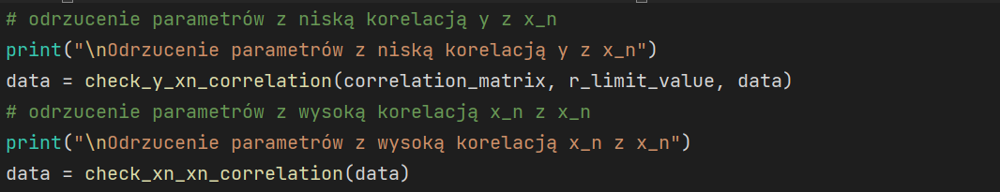 # odrzucenie parametrów z niską korelacją y z x_n
print("\nOdrzucenie parametrów z niską korelacją y z x_n")
data = check_y_xn_correlation(correlation_matrix, r_limit_value, data)
# odrzucenie parametrów z wysoką korelacją x_n z x_n
print("\nOdrzucenie parametrów z wysoką korelacją x_n z x_n")
data = check_xn_xn_correlation(data)